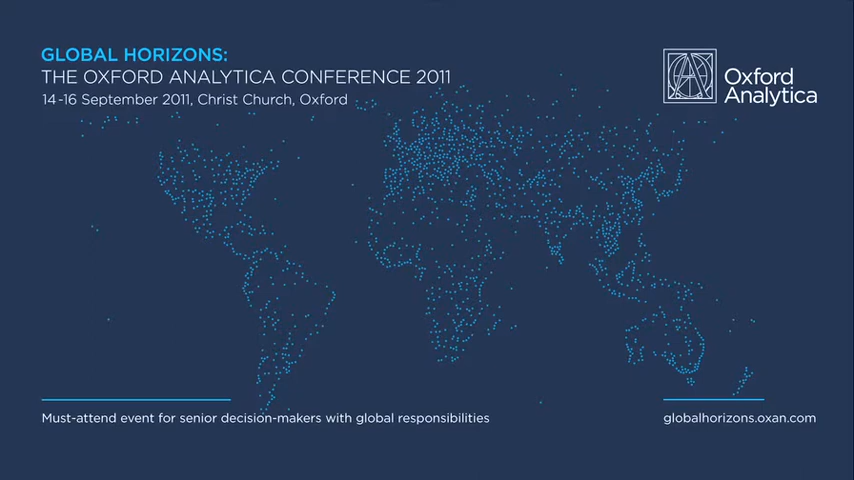 GLOBAL HORIZONS:
THE OXFORD ANALYTICA CONFERENCE 2011
14-16 September 2011, Christ Church, Oxford
Oxford
Analytica
Must-attend event for senior decision-makers with global responsibilities
globalhorizons.oxan.com